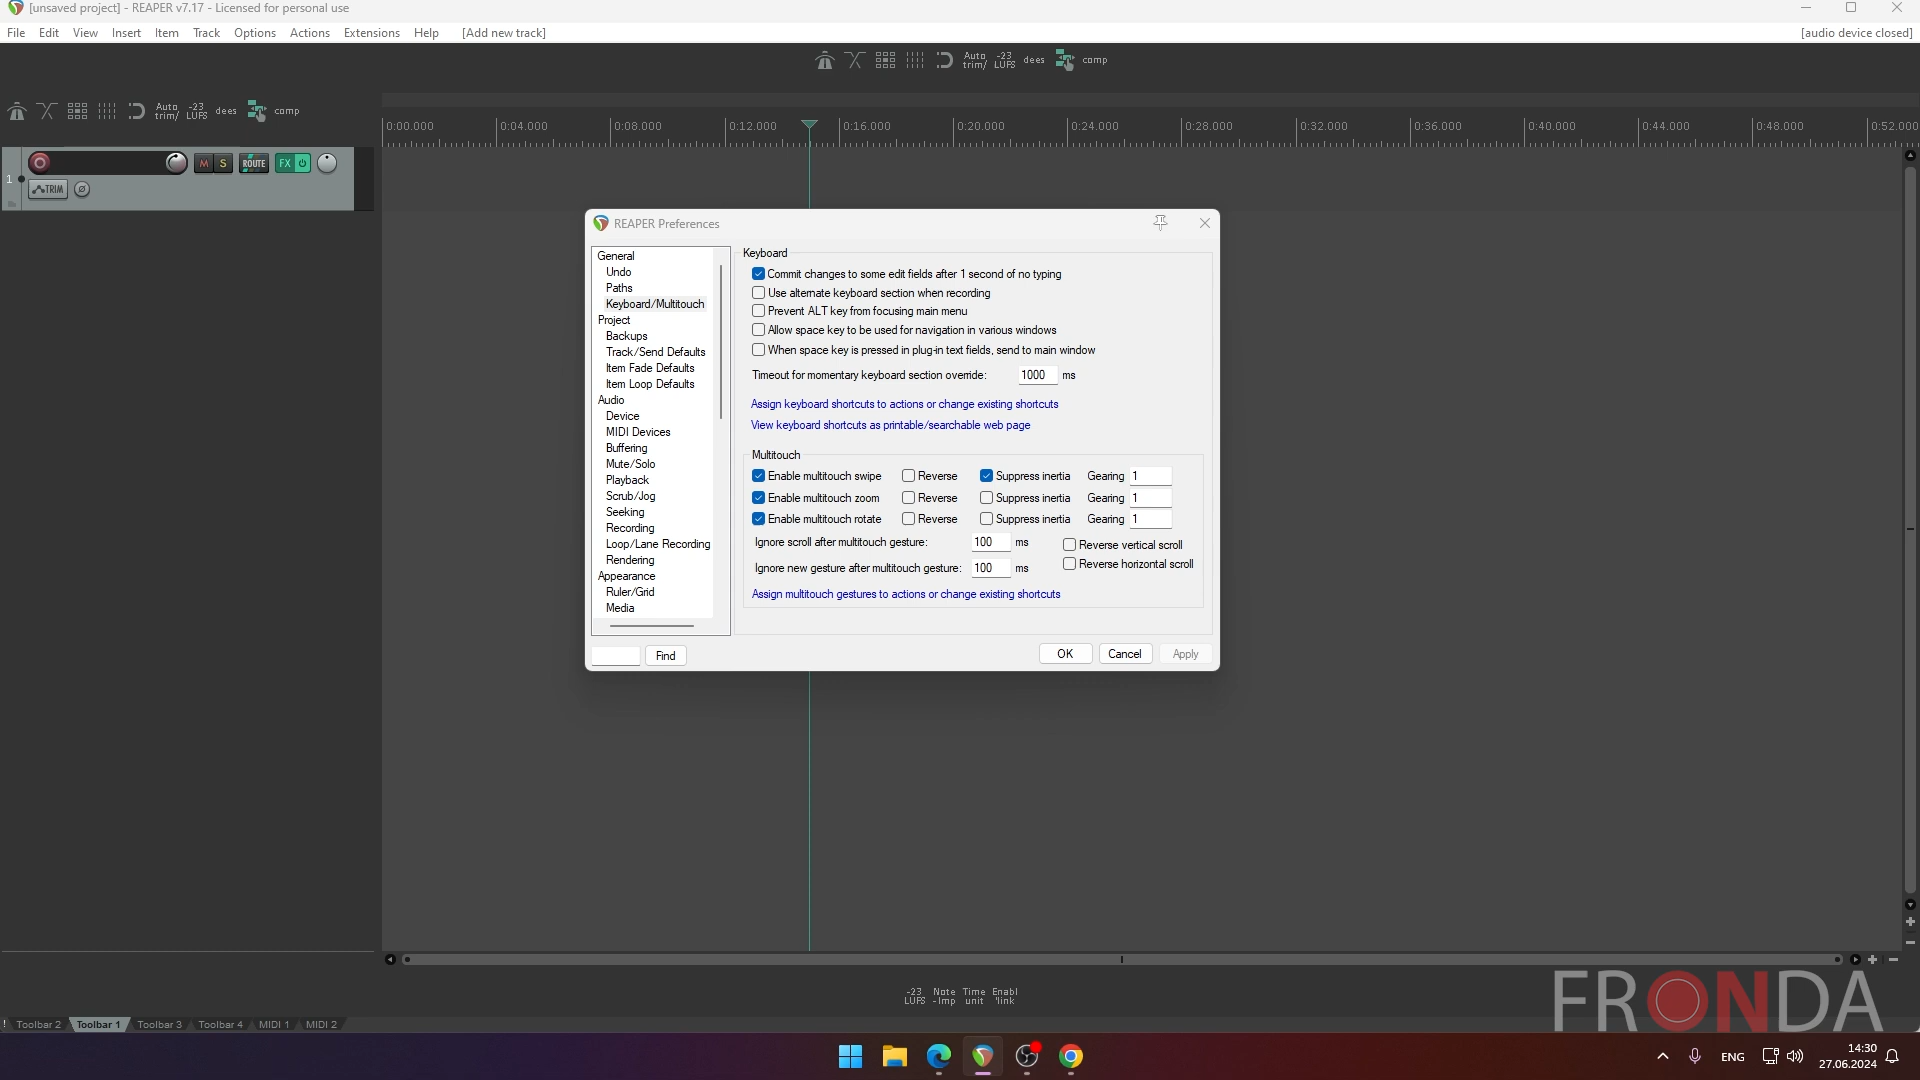 [unsaved project] - REAPER v7.17 - Licensed for personal use
File Edit View Insert Item Track Options Actions Extensions Help [Add new track] [audio device closed]
Auto trim/ -23 LUFS dees comp
Auto trim/ -23 LUFS dees comp
0:00.000 0:04.000 0:08.000 0:12.000 0:16.000 0:20.000 0:24.000 0:28.000 0:32.000 0:36.000 0:40.000 0:44.000 0:48.000 0:52.000
M S ROUTE FX
1
TRIM
REAPER Preferences
General
Undo
Paths
Keyboard/Multitouch
Project
Backups
Track/Send Defaults
Item Fade Defaults
Item Loop Defaults
Audio
Device
MIDI Devices
Buffering
Mute/Solo
Playback
Scrub/Jog
Seeking
Recording
Loop/Lane Recording
Rendering
Appearance
Ruler/Grid
Media
Find
Keyboard
Commit changes to some edit fields after 1 second of no typing
Use alternate keyboard section when recording
Prevent ALT key from focusing main menu
Allow space key to be used for navigation in various windows
When space key is pressed in plug-in text fields, send to main window
Timeout for momentary keyboard section override: 1000 ms
Assign keyboard shortcuts to actions or change existing shortcuts
View keyboard shortcuts as printable/searchable web page
Multitouch
Enable multitouch swipe Reverse Suppress inertia Gearing 1
Enable multitouch zoom Reverse Suppress inertia Gearing 1
Enable multitouch rotate Reverse Suppress inertia Gearing 1
Ignore scroll after multitouch gesture: 100 ms Reverse vertical scroll
Ignore new gesture after multitouch gesture: 100 ms Reverse horizontal scroll
Assign multitouch gestures to actions or change existing shortcuts
OK Cancel Apply
-23 Note Time Enabl
LUFS -Imp unit 'link
FRONDA
! Toolbar 2 Toolbar 1 Toolbar 3 Toolbar 4 MIDI 1 MIDI 2
ENG
14:30
27.06.2024